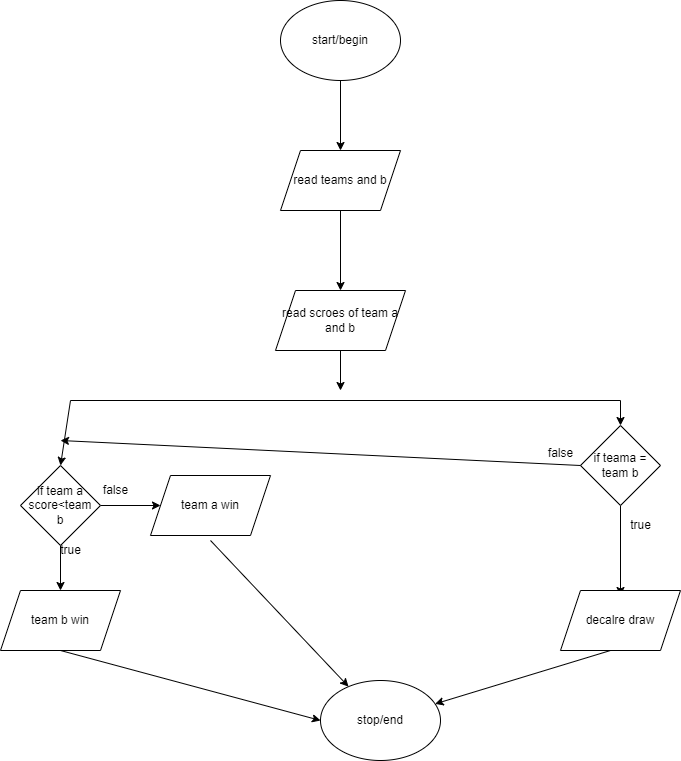 start/begin
read teams and b
read scroes of team a
and b
false
if teama =
team b
if team a
score<team
b
false
team a win
true
true
team b win
decalre draw
stop/end